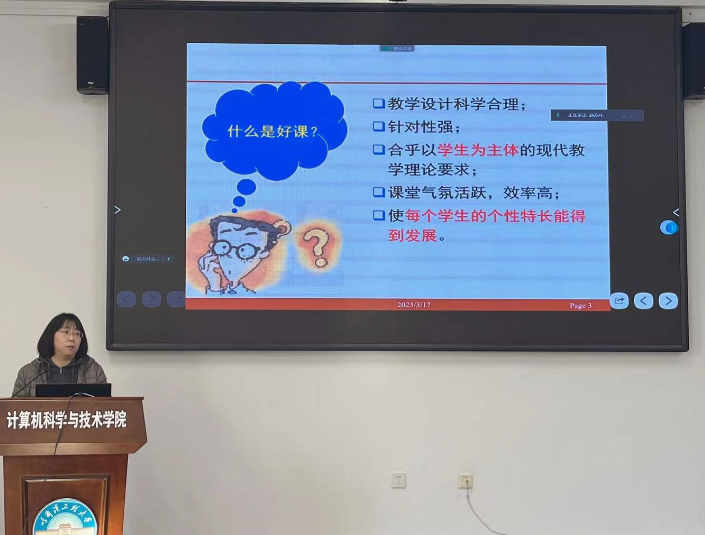 什么是好课？
教学设计科学合理；
针对性强；
合乎以学生为主体的现代教
学理论要求；
课堂气氛活跃，效率高；
使每个学生的个性特长能得
到发展。
2023/3/17
Page 3
计算机科学与技术学院